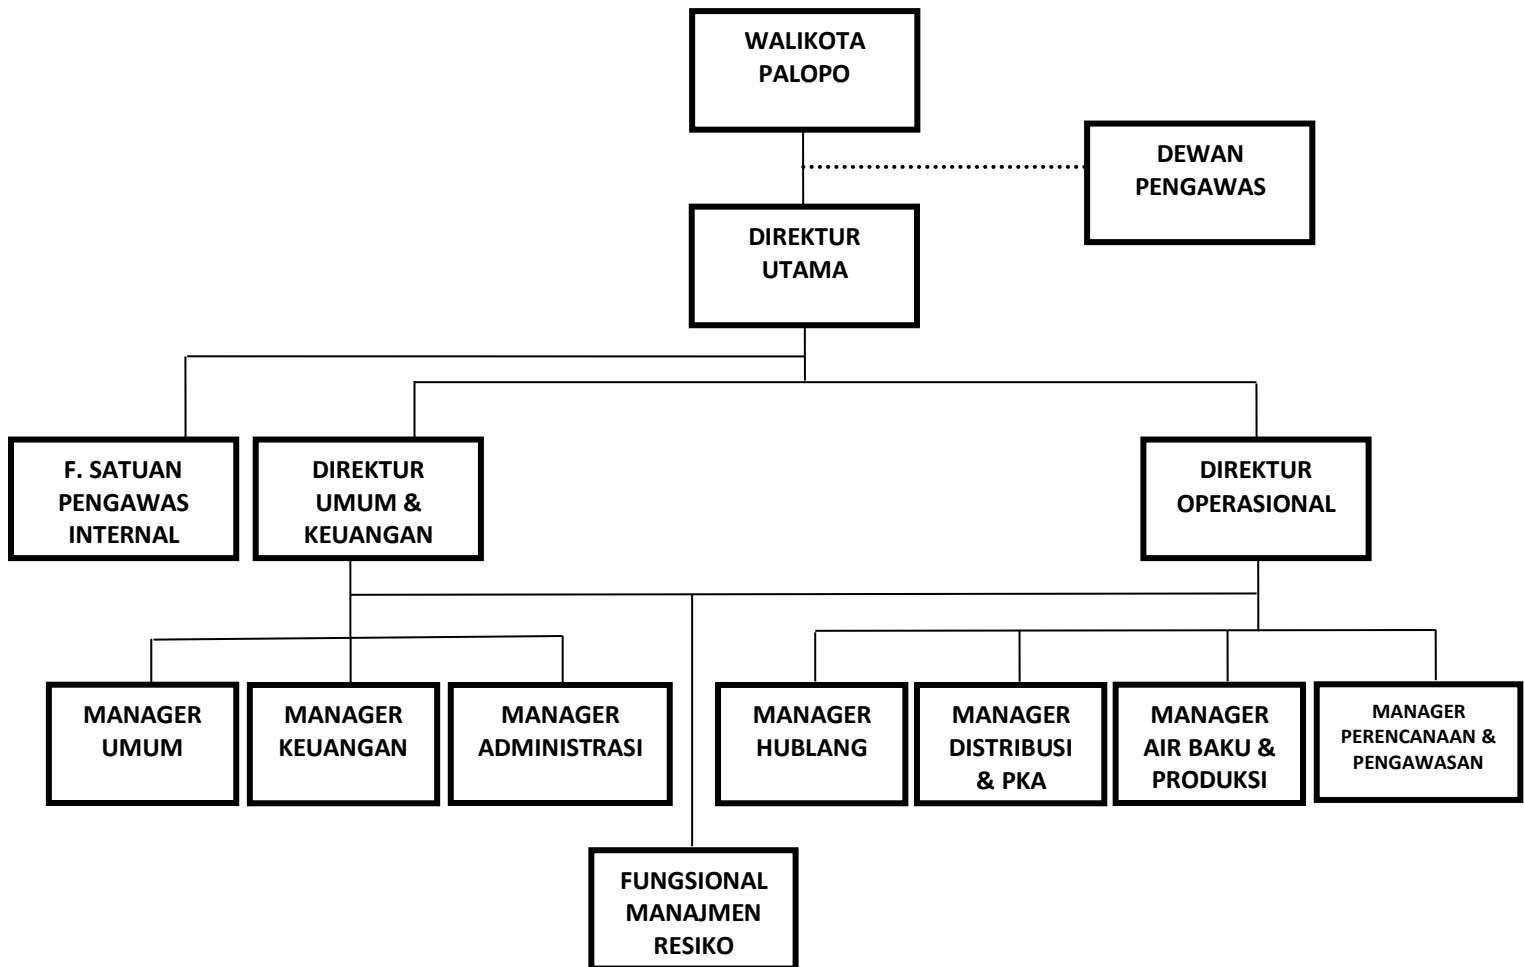 WALIKOTA
PALOPO
DEWAN
PENGAWAS
DIREKTUR
UTAMA
F. SATUAN
PENGAWAS
INTERNAL
DIREKTUR
UMUM &
KEUANGAN
DIREKTUR
OPERASIONAL
MANAGER
UMUM
MANAGER
KEUANGAN
MANAGER
ADMINISTRASI
MANAGER
HUBLANG
MANAGER
DISTRIBUSI
& PKA
MANAGER
AIR BAKU &
PRODUKSI
MANAGER
PERENCANAAN &
PENGAWASAN
FUNGSIONAL
MANAJMEN
RESIKO